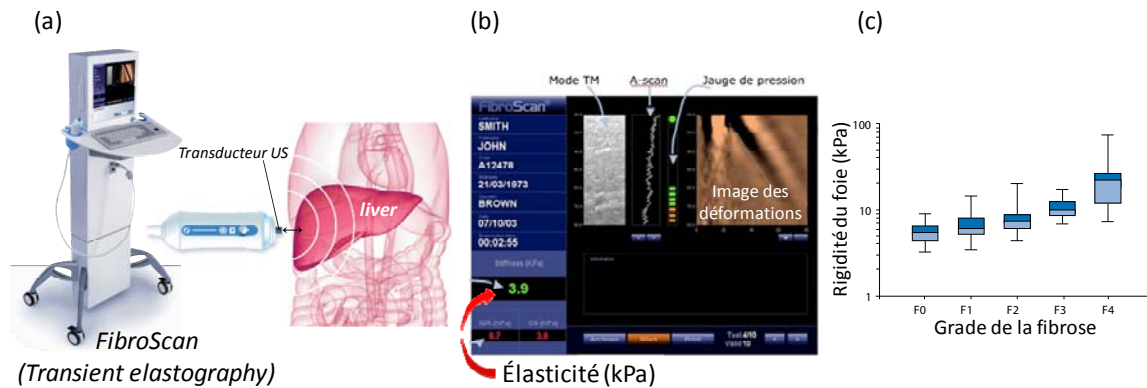 (a)
Transducteur US
liver
FibroScan
(Transient elastography)
(b)
Mode TM
A-scan
Jauge de pression
FibroScan
SMITH
JOHN
A12478
21/03/1973
BROWN
07/10/03
00:02:55
Stiffness (kPa)
3.9
Image des
déformations
Élasticité (kPa)
(c)
Rigidité du foie (kPa)
100
10
1
F0
F1
F2
F3
F4
Grade de la fibrose